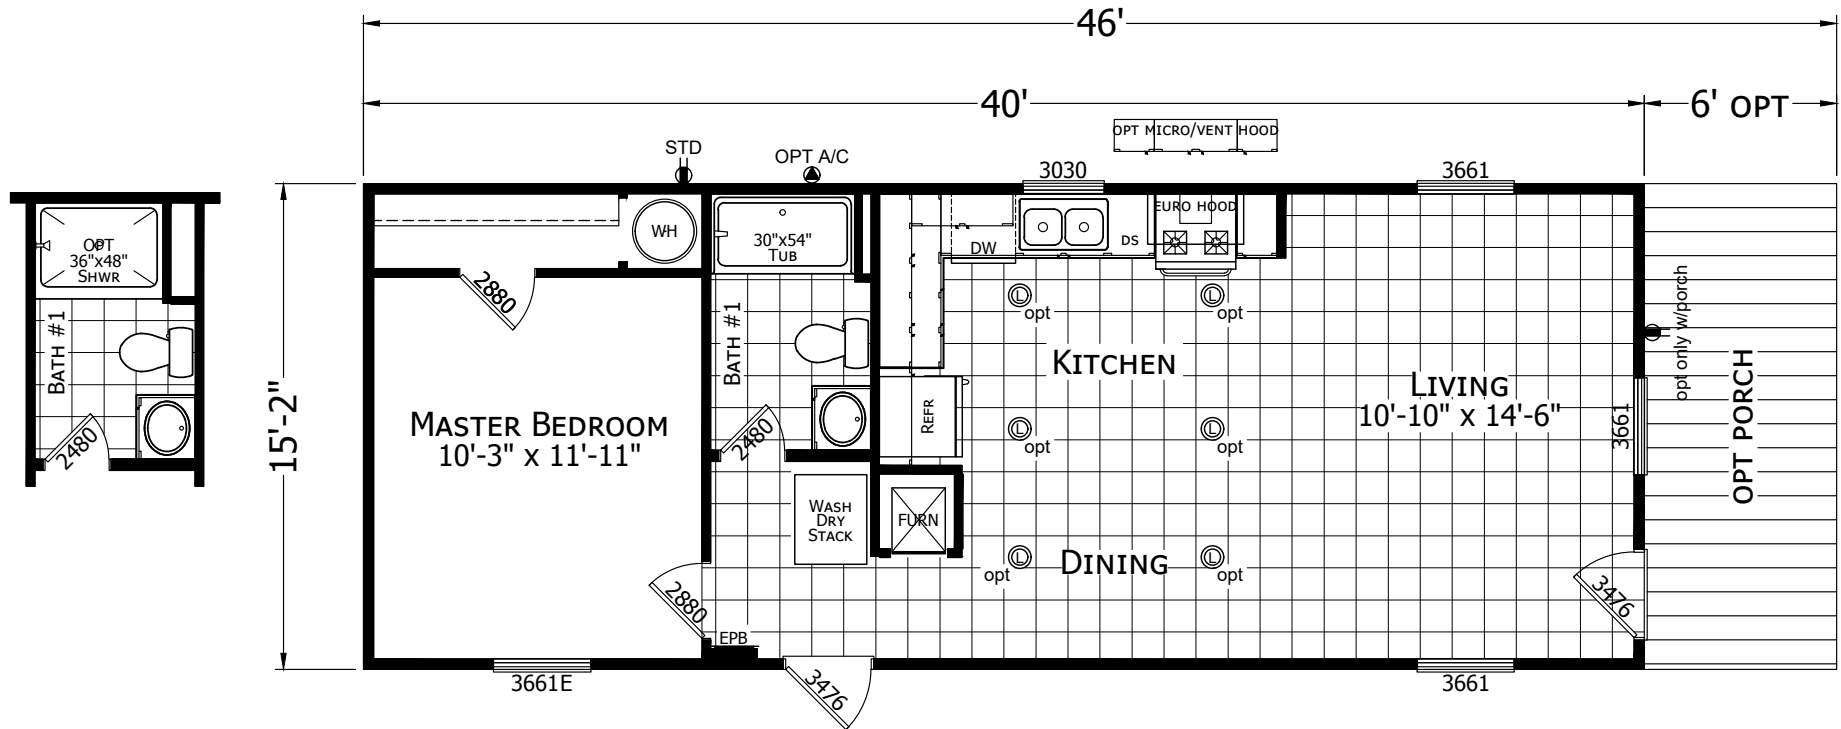 46'
40'
6' OPT
OPT MICRO/VENT HOOD
STD
OPT A/C
3030
3661
OPT
36"x48"
SHWR
BATH #1
2480
15'-2"
WH
2880
30"x54"
TUB
BATH #1
2480
DW
DS
EURO HOOD
opt
opt
KITCHEN
REFR
opt
opt
MASTER BEDROOM
10'-3" x 11'-11"
LIVING
10'-10" x 14'-6"
3661
opt only w/porch
OPT PORCH
WASH
DRY
STACK
FURN
L
L
L
L
L
L
opt
DINING
opt
2880
3476
EPB
3661E
3476
3661